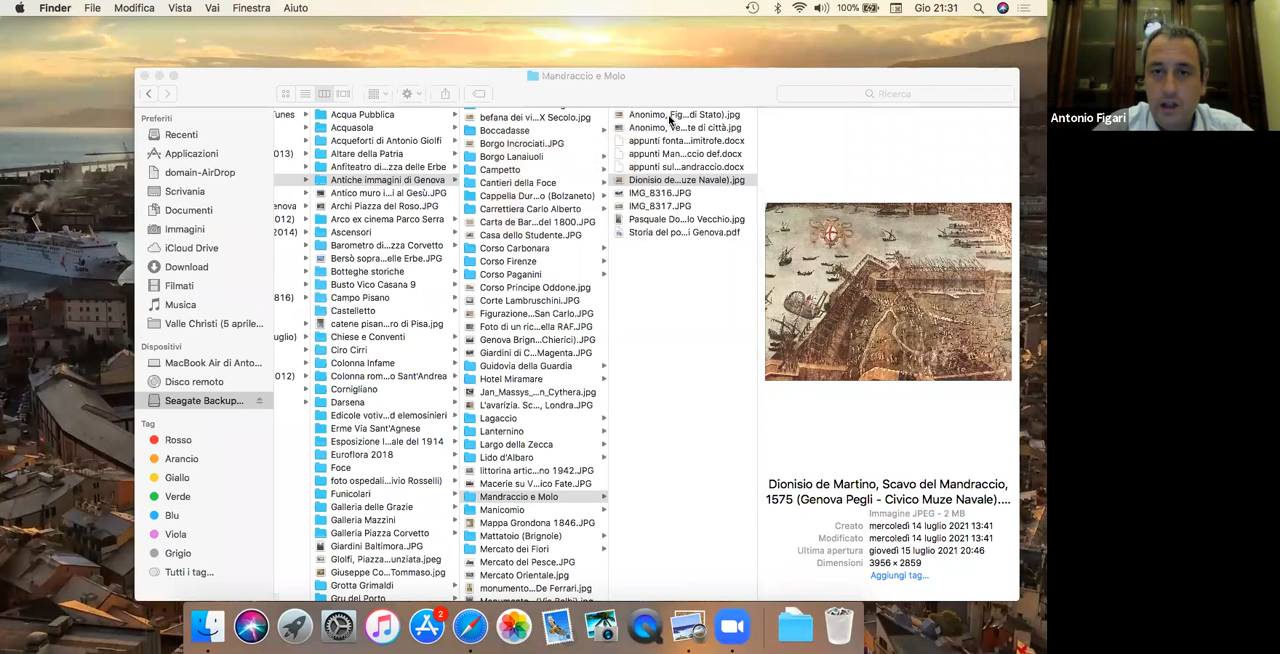 Finder File Modifica Vista Vai Finestra Aiuto 100% Gio 21:31
Mandraccio e Molo
Ricerca
Preferiti
Recenti
Applicazioni
domain-AirDrop
Scrivania
Documenti
Immagini
iCloud Drive
Download
Filmati
Musica
Valle Christi (5 aprile...
Dispositivi
MacBook Air di Anto...
Disco remoto
Seagate Backup...
Tag
Rosso
Arancio
Giallo
Verde
Blu
Viola
Grigio
Tutti i tag...
2013)
2012)
2014)
816)
luglio)
2012)
Acqua Pubblica
Acquasola
Acqueforti di Antonio Giolfi
Altare della Patria
Anfiteatro di...zza delle Erbe
Antiche immagini di Genova
Antico muro i...i al Gesù.JPG
Archi Piazza del Roso.JPG
Arco ex cinema Parco Serra
Ascensori
Barometro di...zza Corvetto
Bersò sopra...elle Erbe.JPG
Botteghe storiche
Busto Vico Casana 9
Campo Pisano
Castelletto
catene pisan...ro di Pisa.jpg
Chiese e Conventi
Ciro Cirri
Colonna Infame
Colonna rom...o Sant'Andrea
Cornigliano
Darsena
Edicole votiv...d elemosinieri
Erme Via Sant'Agnese
Esposizione I...ale del 1914
Euroflora 2018
Foce
foto ospedali...ivio Rosselli)
Funicolari
Galleria delle Grazie
Galleria Mazzini
Galleria Piazza Corvetto
Giardini Baltimora.JPG
Giolfi, Piazza...unziata.jpeg
Giuseppe Co...Tommaso.jpg
Grotta Grimaldi
Gru del Porto
befana dei vi...X Secolo.jpg
Boccadasse
Borgo Incrociati.JPG
Borgo Lanaiuoli
Campetto
Cantieri della Foce
Cappella Dur...o (Bolzaneto)
Carrettiera Carlo Alberto
Carta de Bar...del 1800.JPG
Casa dello Studente.JPG
Corso Carbonara
Corso Firenze
Corso Paganini
Corso Principe Oddone.jpg
Corte Lambruschini.JPG
Figurazione...San Carlo.JPG
Foto di un ric...ella RAF.JPG
Genova Brign...Chierici).JPG
Giardini di C...Magenta.JPG
Guidovia della Guardia
Hotel Miramare
Jan_Massys_...n_Cythera.jpg
L'avarizia. Sc..., Londra.JPG
Lagaccio
Lanternino
Largo della Zecca
Lido d'Albaro
littorina artic...no 1942.JPG
Macerie su V...ico Fate.JPG
Mandraccio e Molo
Manicomio
Mappa Grondona 1846.JPG
Mattatoio (Brignole)
Mercato dei Fiori
Mercato del Pesce.JPG
Mercato Orientale.jpg
monumento...De Ferrari.JPG
Anonimo, Fig...di Stato).jpg
Anonimo, Ve...te di città).jpg
appunti fonta...imitrofe.docx
appunti Man...ccio def.docx
appunti sul...andraccio.docx
Dionisio de...uze Navale).jpg
IMG_8316.JPG
IMG_8317.JPG
Pasquale Do...lo Vecchio.jpg
Storia del po...i Genova.pdf
Dionisio de Martino, Scavo del Mandraccio,
1575 (Genova Pegli - Civico Muze Navale)....
Immagine JPEG - 2 MB
Creato mercoledì 14 luglio 2021 13:41
Modificato mercoledì 14 luglio 2021 13:41
Ultima apertura giovedì 15 luglio 2021 20:46
Dimensioni 3956 × 2859
Aggiungi tag...
2
Antonio Figari